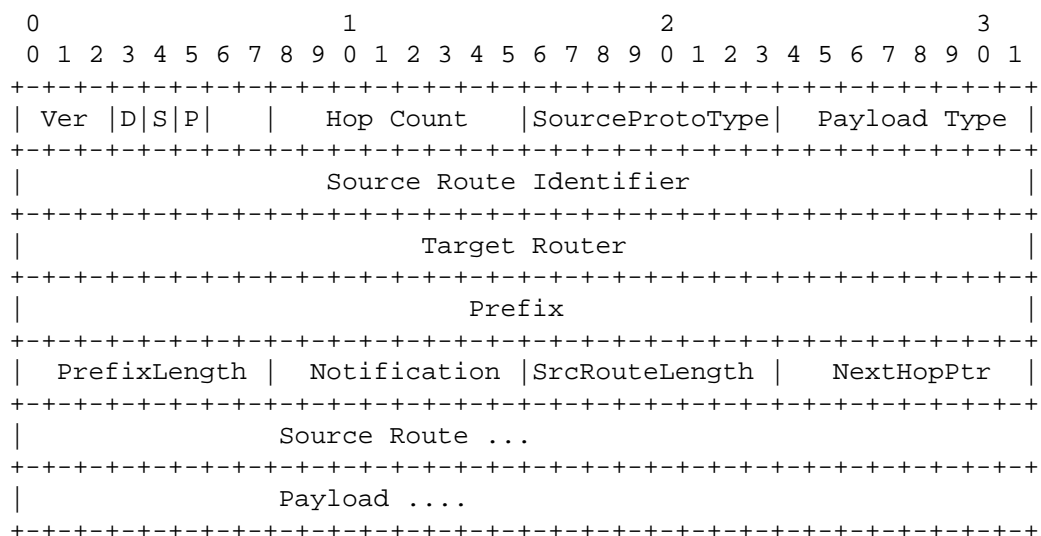 0                   1                   2                   3
 0 1 2 3 4 5 6 7 8 9 0 1 2 3 4 5 6 7 8 9 0 1 2 3 4 5 6 7 8 9 0 1
+-+-+-+-+-+-+-+-+-+-+-+-+-+-+-+-+-+-+-+-+-+-+-+-+-+-+-+-+-+-+-+-+
| Ver |D|S|P|   |   Hop Count   |SourceProtoType|  Payload Type |
+-+-+-+-+-+-+-+-+-+-+-+-+-+-+-+-+-+-+-+-+-+-+-+-+-+-+-+-+-+-+-+-+
|                   Source Route Identifier                     |
+-+-+-+-+-+-+-+-+-+-+-+-+-+-+-+-+-+-+-+-+-+-+-+-+-+-+-+-+-+-+-+-+
|                         Target Router                         |
+-+-+-+-+-+-+-+-+-+-+-+-+-+-+-+-+-+-+-+-+-+-+-+-+-+-+-+-+-+-+-+-+
|                            Prefix                             |
+-+-+-+-+-+-+-+-+-+-+-+-+-+-+-+-+-+-+-+-+-+-+-+-+-+-+-+-+-+-+-+-+
|  PrefixLength |  Notification |SrcRouteLength |   NextHopPtr  |
+-+-+-+-+-+-+-+-+-+-+-+-+-+-+-+-+-+-+-+-+-+-+-+-+-+-+-+-+-+-+-+-+
|                Source Route ...
+-+-+-+-+-+-+-+-+-+-+-+-+-+-+-+-+-+-+-+-+-+-+-+-+-+-+-+-+-+-+-+-+
|                Payload ....
+-+-+-+-+-+-+-+-+-+-+-+-+-+-+-+-+-+-+-+-+-+-+-+-+-+-+-+-+-+-+-+-+